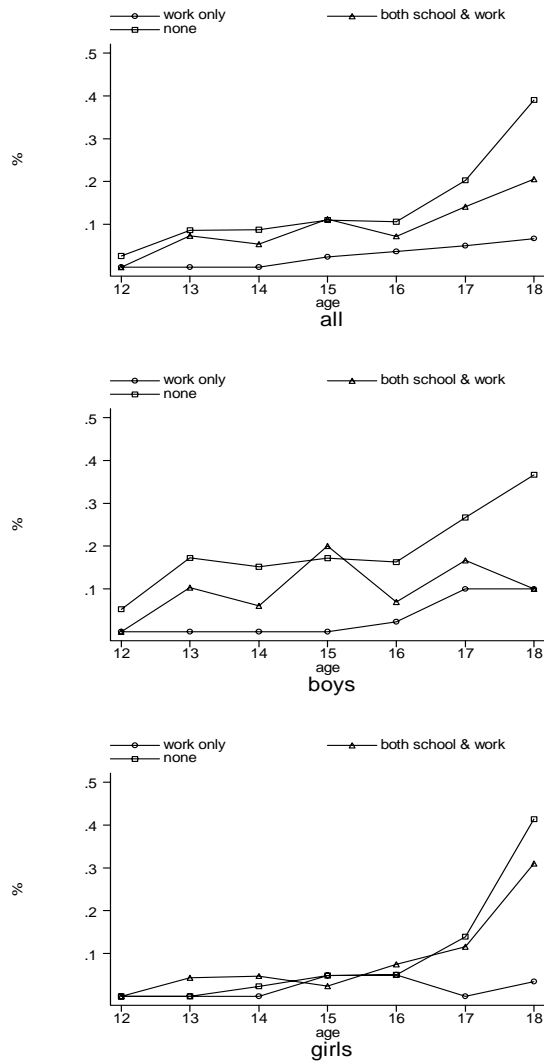 work only both school & work
none
.5
.4
.3
.2
.1
%
12 13 14 15 16 17 18
age
all
work only both school & work
none
.5
.4
.3
.2
.1
%
12 13 14 15 16 17 18
age
boys
work only both school & work
none
.5
.4
.3
.2
.1
%
12 13 14 15 16 17 18
age
girls